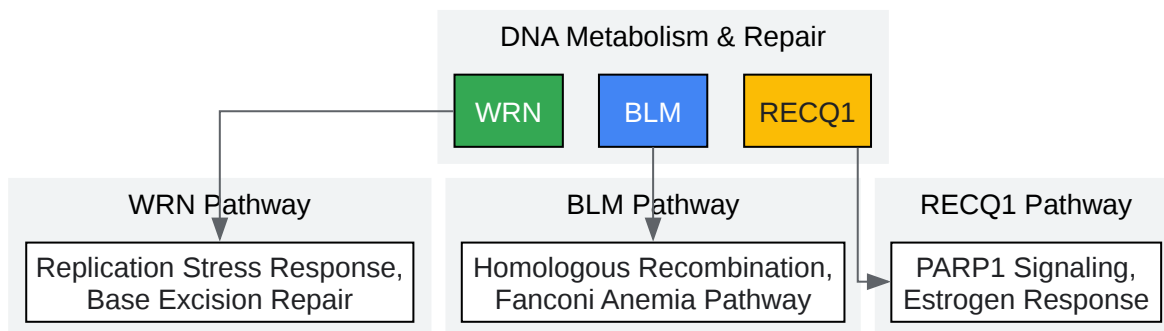 DNA Metabolism & Repair
WRN
BLM
RECQ1
WRN Pathway
BLM Pathway
RECQ1 Pathway
Replication Stress Response,
Base Excision Repair
Homologous Recombination,
Fanconi Anemia Pathway
PARP1 Signaling,
Estrogen Response